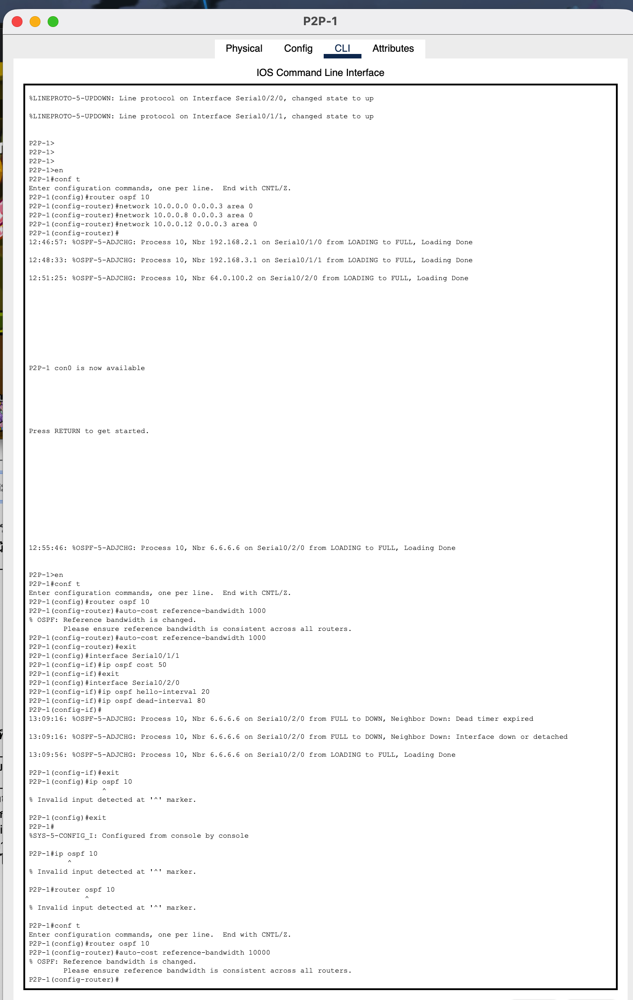 P2P-1
Physical Config CLI Attributes
IOS Command Line Interface
%LINEPROTO-5-UPDOWN: Line protocol on Interface Serial0/2/0, changed state to up
%LINEPROTO-5-UPDOWN: Line protocol on Interface Serial0/1/1, changed state to up
P2P-1>
P2P-1>
P2P-1>
P2P-1>en
P2P-1#conf t
Enter configuration commands, one per line.  End with CNTL/Z.
P2P-1(config)#router ospf 10
P2P-1(config-router)#network 10.0.0.0 0.0.0.3 area 0
P2P-1(config-router)#network 10.0.0.8 0.0.0.3 area 0
P2P-1(config-router)#network 10.0.0.12 0.0.0.3 area 0
P2P-1(config-router)#
12:46:57: %OSPF-5-ADJCHG: Process 10, Nbr 192.168.2.1 on Serial0/1/0 from LOADING to FULL, Loading Done
12:48:33: %OSPF-5-ADJCHG: Process 10, Nbr 192.168.3.1 on Serial0/1/1 from LOADING to FULL, Loading Done
12:51:25: %OSPF-5-ADJCHG: Process 10, Nbr 64.0.100.2 on Serial0/2/0 from LOADING to FULL, Loading Done
P2P-1 con0 is now available
Press RETURN to get started.
12:55:46: %OSPF-5-ADJCHG: Process 10, Nbr 6.6.6.6 on Serial0/2/0 from LOADING to FULL, Loading Done
P2P-1>en
P2P-1#conf t
Enter configuration commands, one per line.  End with CNTL/Z.
P2P-1(config)#router ospf 10
P2P-1(config-router)#auto-cost reference-bandwidth 1000
% OSPF: Reference bandwidth is changed.
        Please ensure reference bandwidth is consistent across all routers.
P2P-1(config-router)#auto-cost reference-bandwidth 1000
P2P-1(config-router)#exit
P2P-1(config)#interface Serial0/1/1
P2P-1(config-if)#ip ospf cost 50
P2P-1(config-if)#exit
P2P-1(config)#interface Serial0/2/0
P2P-1(config-if)#ip ospf hello-interval 20
P2P-1(config-if)#ip ospf dead-interval 80
P2P-1(config-if)#
13:09:16: %OSPF-5-ADJCHG: Process 10, Nbr 6.6.6.6 on Serial0/2/0 from FULL to DOWN, Neighbor Down: Dead timer expired
13:09:16: %OSPF-5-ADJCHG: Process 10, Nbr 6.6.6.6 on Serial0/2/0 from FULL to DOWN, Neighbor Down: Interface down or detached
13:09:56: %OSPF-5-ADJCHG: Process 10, Nbr 6.6.6.6 on Serial0/2/0 from LOADING to FULL, Loading Done
P2P-1(config-if)#exit
P2P-1(config)#ip ospf 10
^
% Invalid input detected at '^' marker.
P2P-1(config)#exit
P2P-1#
%SYS-5-CONFIG_I: Configured from console by console
P2P-1#ip ospf 10
^
% Invalid input detected at '^' marker.
P2P-1#router ospf 10
^
% Invalid input detected at '^' marker.
P2P-1#conf t
Enter configuration commands, one per line.  End with CNTL/Z.
P2P-1(config)#router ospf 10
P2P-1(config-router)#auto-cost reference-bandwidth 10000
% OSPF: Reference bandwidth is changed.
        Please ensure reference bandwidth is consistent across all routers.
P2P-1(config-router)#